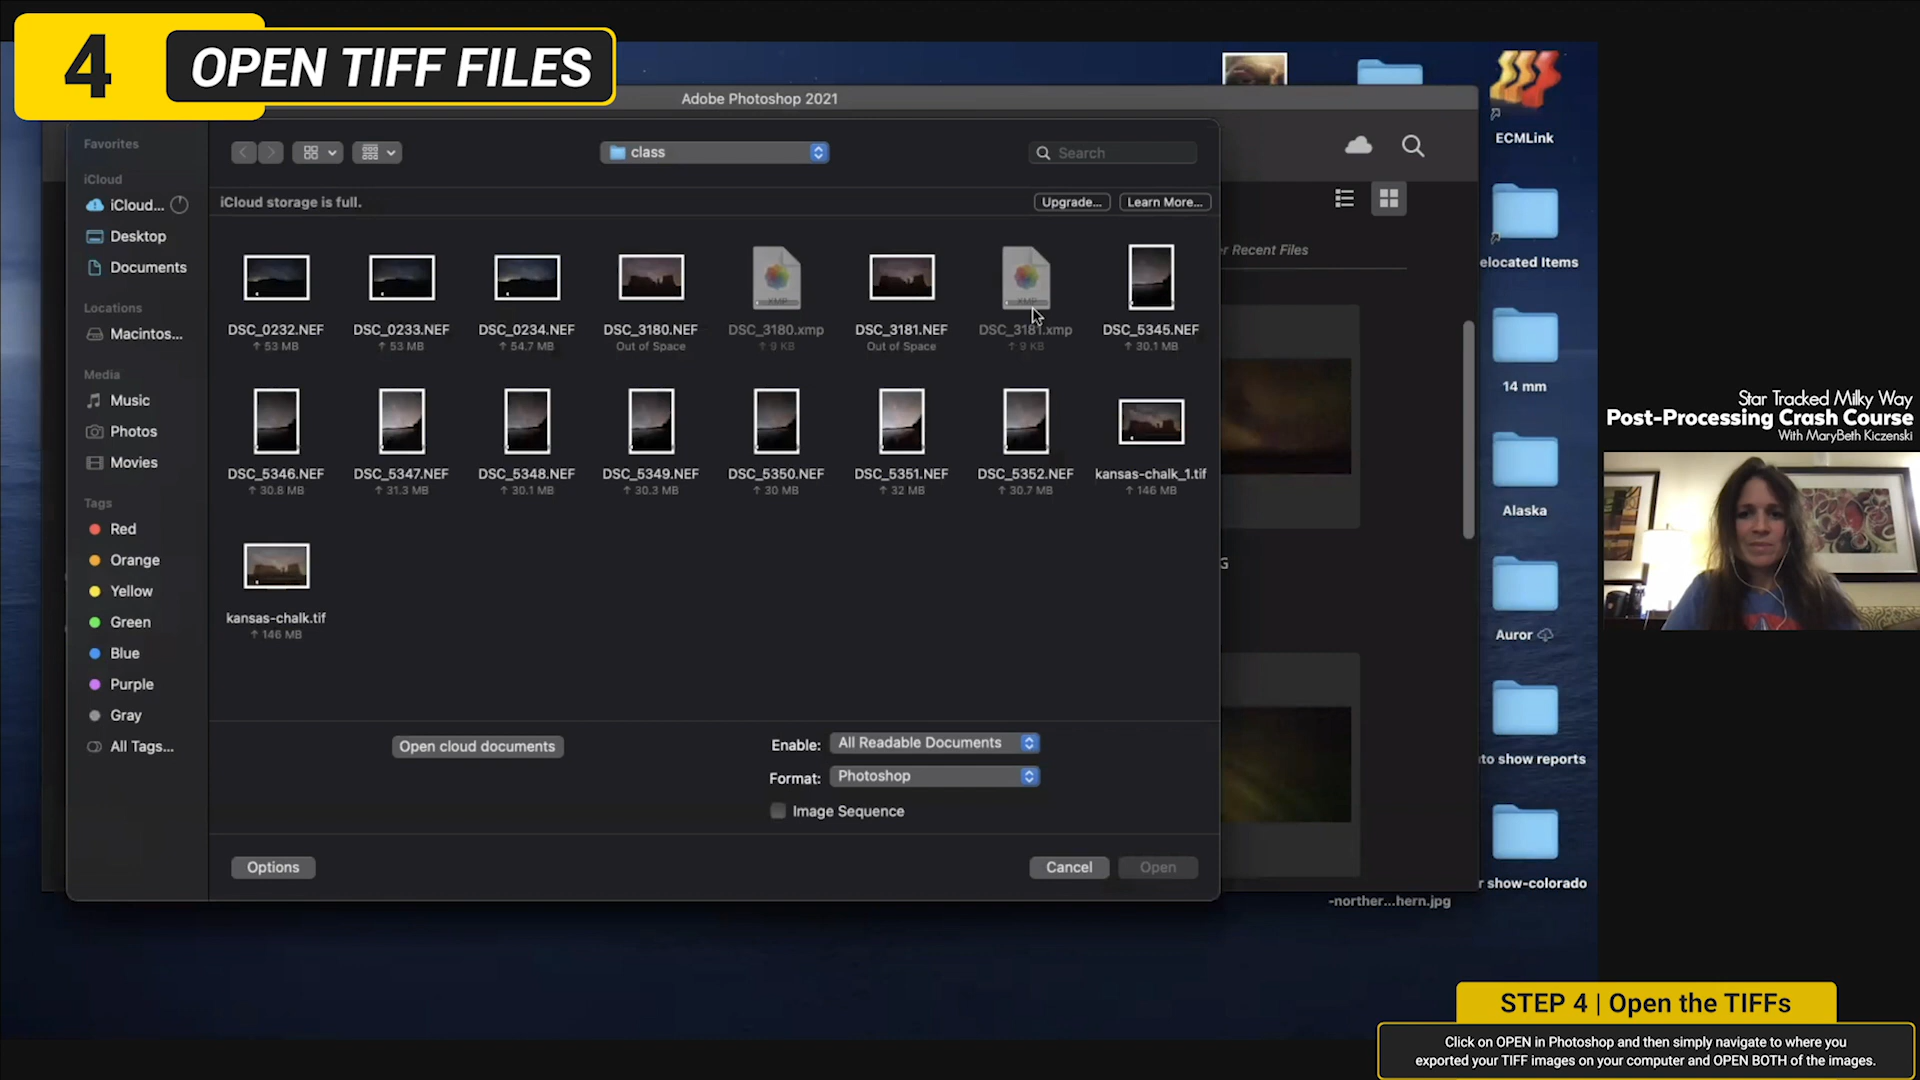 4
OPEN TIFF FILES
Adobe Photoshop 2021
ECMLink
elocated Items
14 mm
Alaska
Auror
to show reports
r show-colorado
-norther...hern.jpg
r Recent Files
G
Favorites
iCloud
iCloud...
Desktop
Documents
Locations
Macintos...
Media
Music
Photos
Movies
Tags
Red
Orange
Yellow
Green
Blue
Purple
Gray
All Tags...
class
Search
iCloud storage is full.
Upgrade...
Learn More...
DSC_0232.NEF
↑ 53 MB
DSC_0233.NEF
↑ 53 MB
DSC_0234.NEF
↑ 54.7 MB
DSC_3180.NEF
Out of Space
XMP
DSC_3180.xmp
↑ 9 KB
DSC_3181.NEF
Out of Space
XMP
DSC_3181.xmp
↑ 9 KB
DSC_5345.NEF
↑ 30.1 MB
DSC_5346.NEF
↑ 30.8 MB
DSC_5347.NEF
↑ 31.3 MB
DSC_5348.NEF
↑ 30.1 MB
DSC_5349.NEF
↑ 30.3 MB
DSC_5350.NEF
↑ 30 MB
DSC_5351.NEF
↑ 32 MB
DSC_5352.NEF
↑ 30.7 MB
kansas-chalk_1.tif
↑ 146 MB
kansas-chalk.tif
↑ 146 MB
Open cloud documents
Enable: All Readable Documents
Format: Photoshop
Image Sequence
Options
Cancel
Open
Star Tracked Milky Way
Post-Processing Crash Course
With MaryBeth Kiczenski
STEP 4 | Open the TIFFs
Click on OPEN in Photoshop and then simply navigate to where you
exported your TIFF images on your computer and OPEN BOTH of the images.